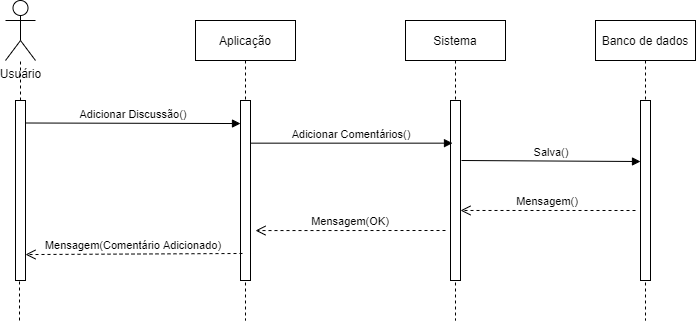 Aplicação
Sistema
Banco de dados
Usuário
Adicionar Discussão()
Adicionar Comentários()
Salva()
Mensagem()
Mensagem(OK)
Mensagem(Comentário Adicionado)